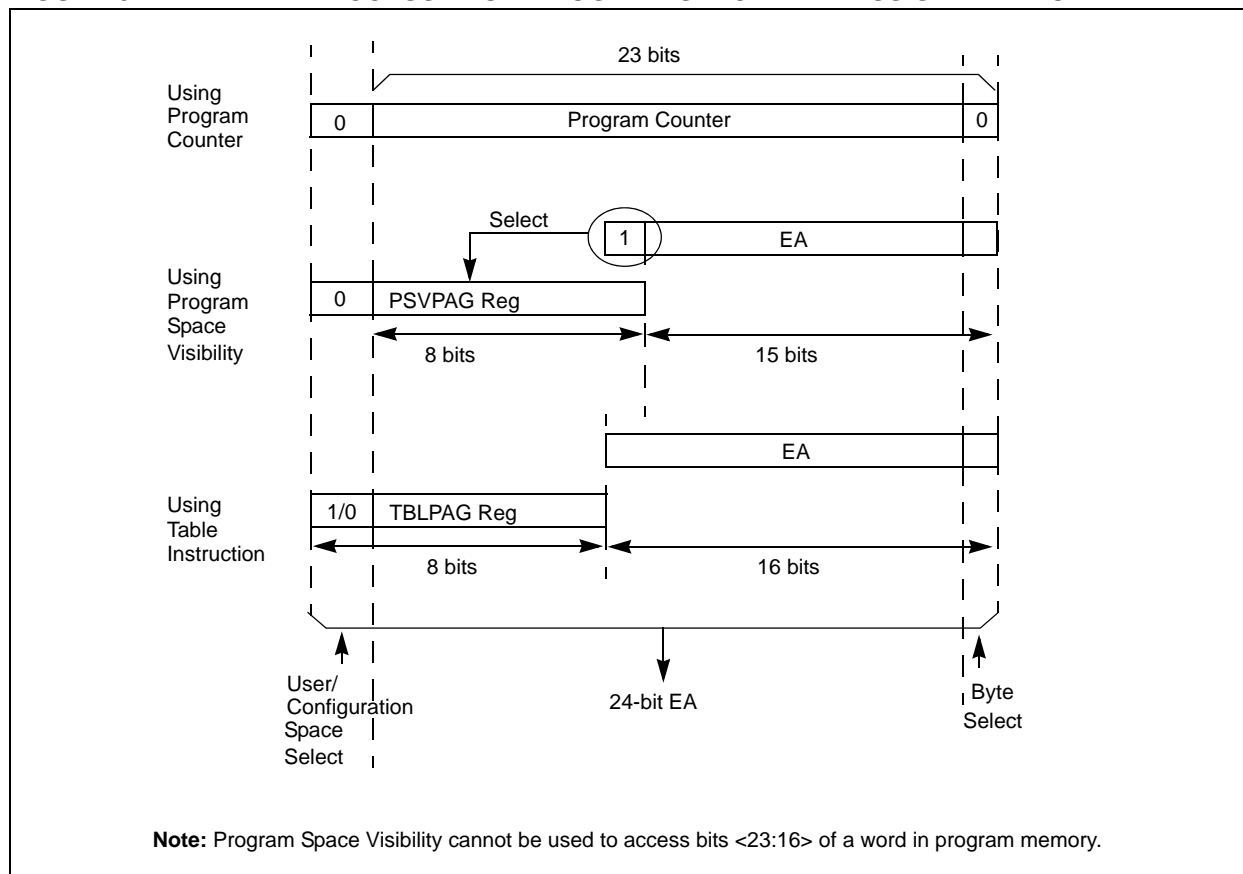 23 bits
Using
Program
Counter
0
Program Counter
0
Select
1
EA
Using
Program
Space
Visibility
0
PSVPAG Reg
8 bits
15 bits
EA
Using
Table
Instruction
1/0
TBLPAG Reg
8 bits
16 bits
User/
Configuration
Space
Select
24-bit EA
Byte
Select
Note: Program Space Visibility cannot be used to access bits <23:16> of a word in program memory.